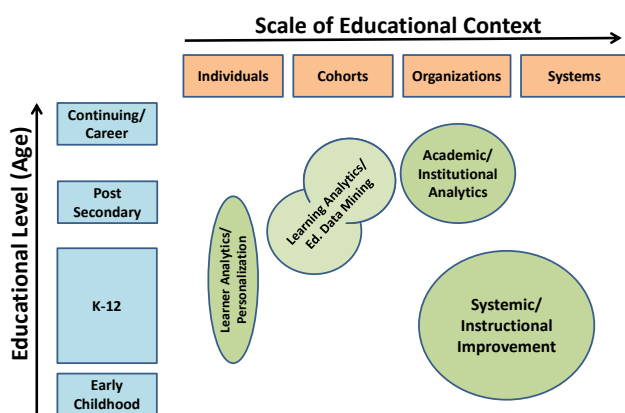 Scale of Educational Context
Individuals
Cohorts
Organizations
Systems
Educational Level (Age)
Continuing/
Career
Post
Secondary
K-12
Early
Childhood
Learner Analytics/
Personalization
Learning Analytics/
Ed. Data Mining
Academic/
Institutional
Analytics
Systemic/
Instructional
Improvement